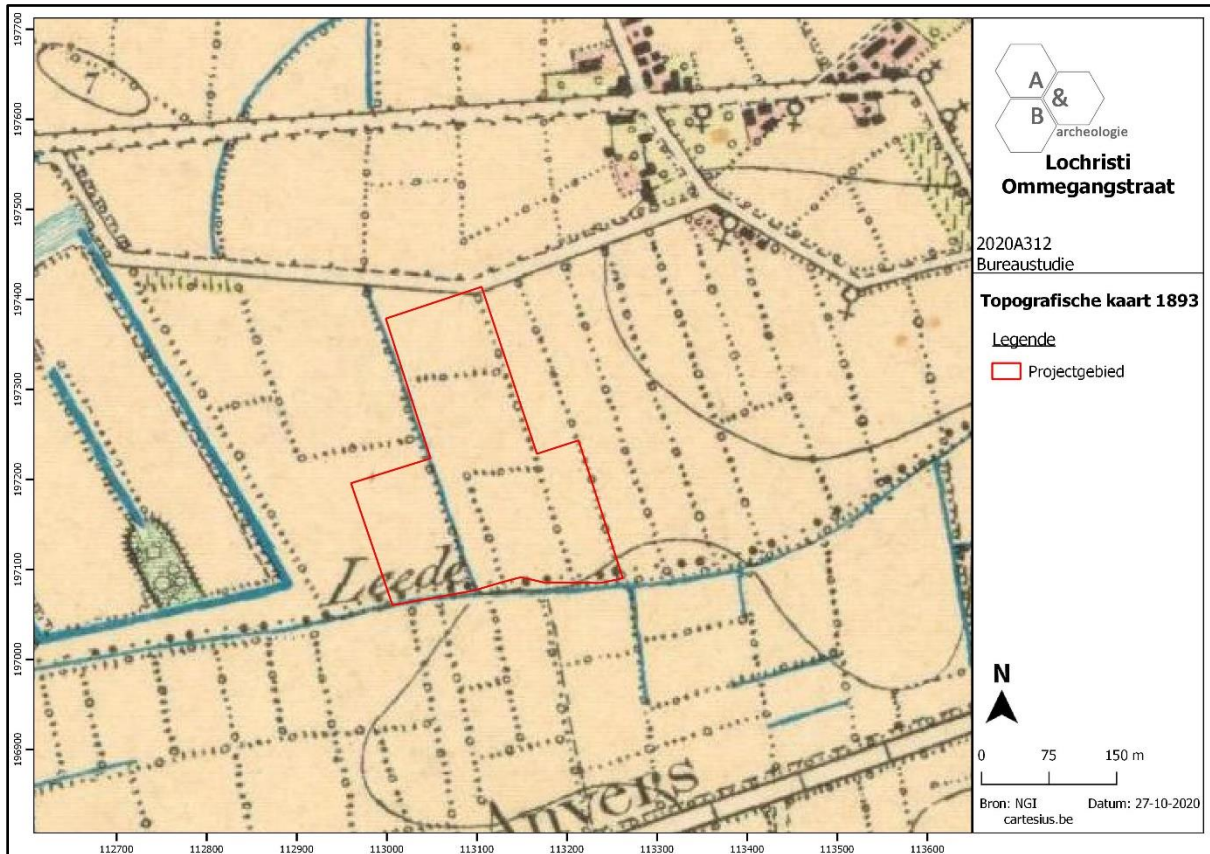 197700
197600
197500
197400
197300
197200
197100
197000
196900
7
Leede
Anvers
112700
112800
112900
113000
113100
113200
113300
113400
113500
113600
A
&
B
archeologie
Lochristi
Ommegangstraat
2020A312
Bureaustudie
Topografische kaart 1893
Legende
Projectgebied
N
0 75 150 m
Bron: NGI Datum: 27-10-2020
cartesius.be